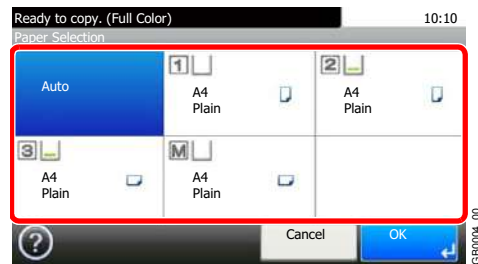 Ready to copy. (Full Color)
10:10
Paper Selection
Auto
1
A4
Plain
2
A4
Plain
3
A4
Plain
M
A4
Plain
?
Cancel
OK
GB0004_00